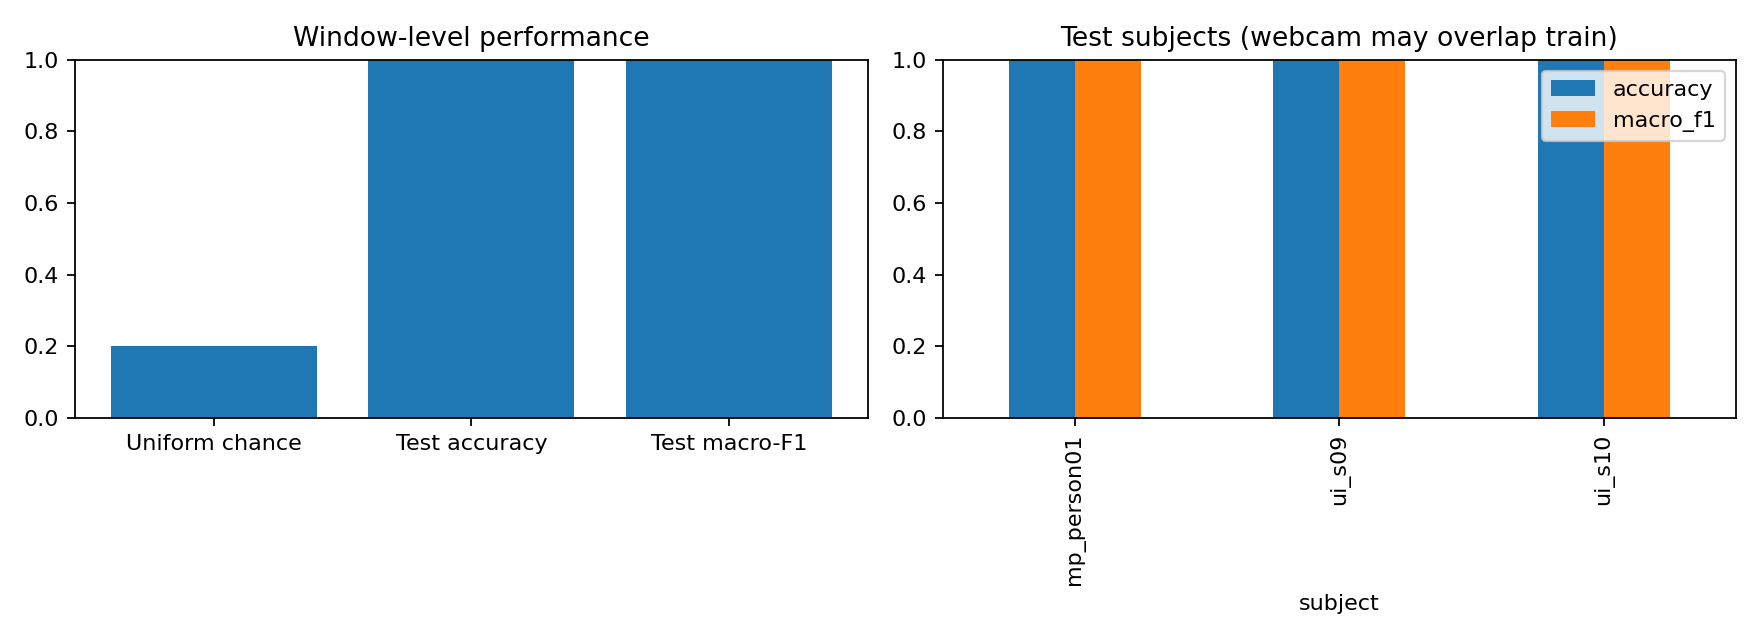 Window-level performance
1.0
0.8
0.6
0.4
0.2
0.0
Uniform chance
Test accuracy
Test macro-F1
Test subjects (webcam may overlap train)
1.0
0.8
0.6
0.4
0.2
0.0
accuracy
macro_f1
mp_person01
ui_s09
ui_s10
subject